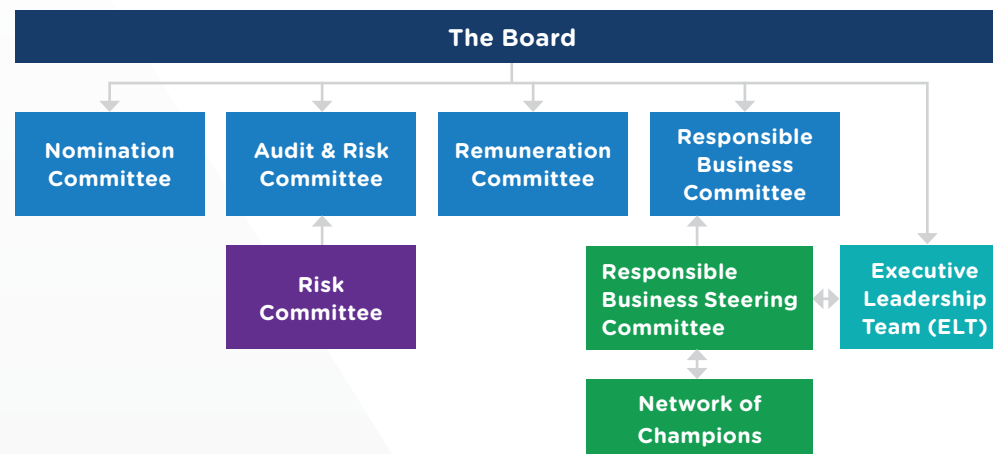 The Board
Nomination
Committee
Audit & Risk
Committee
Remuneration
Committee
Responsible
Business
Committee
Risk
Committee
Responsible
Business Steering
Committee
Executive
Leadership
Team (ELT)
Network of
Champions